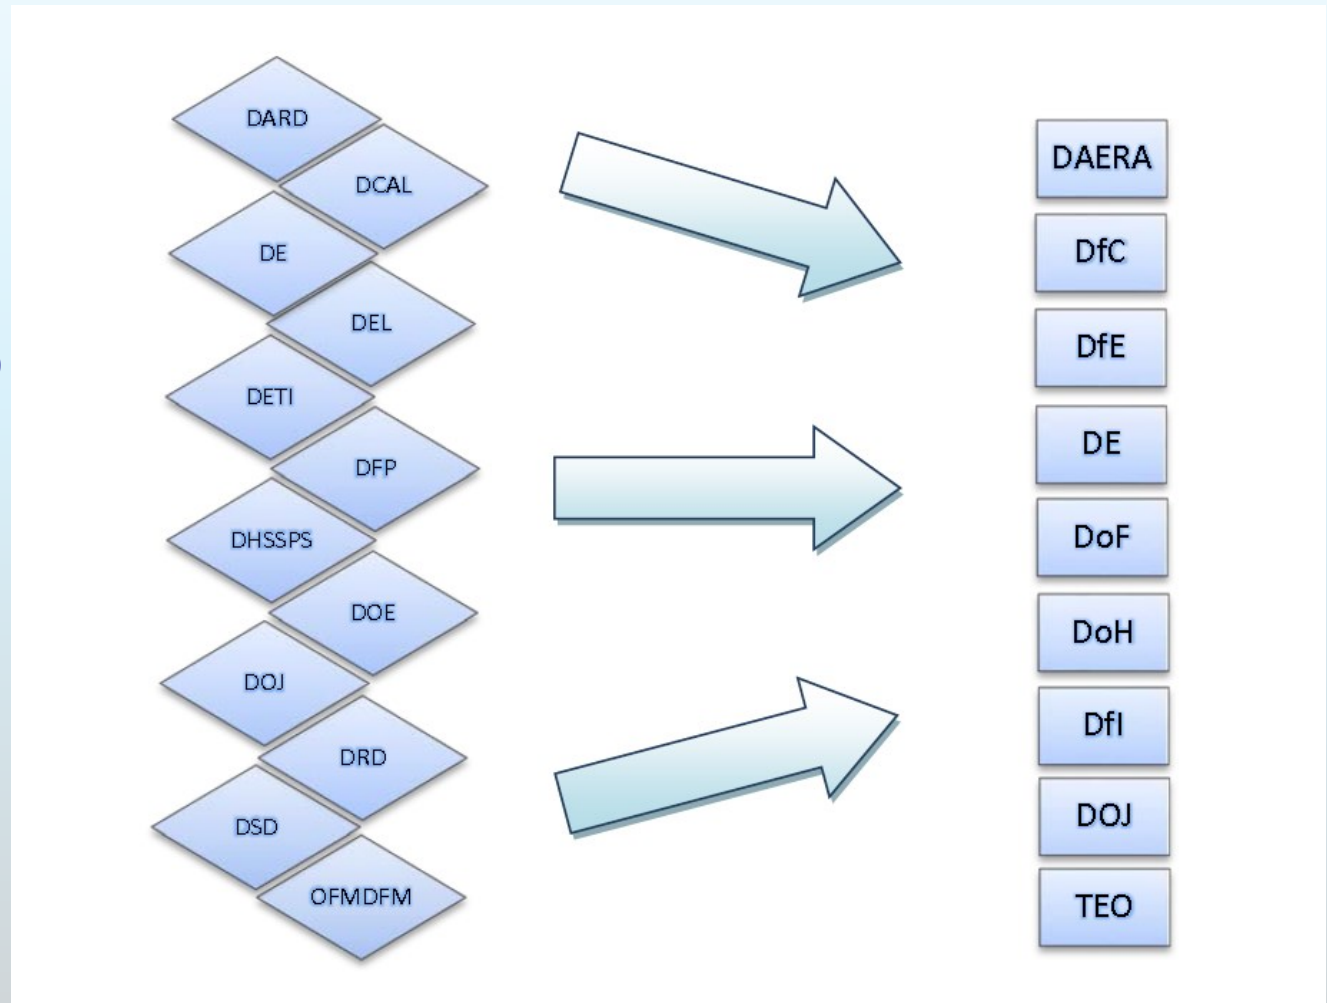 DARD
DCAL
DE
DEL
DETI
DFP
DHSSPS
DOE
DOJ
DRD
DSD
OFMDFM
DAERA
DfC
DfE
DE
DoF
DoH
DfI
DOJ
TEO